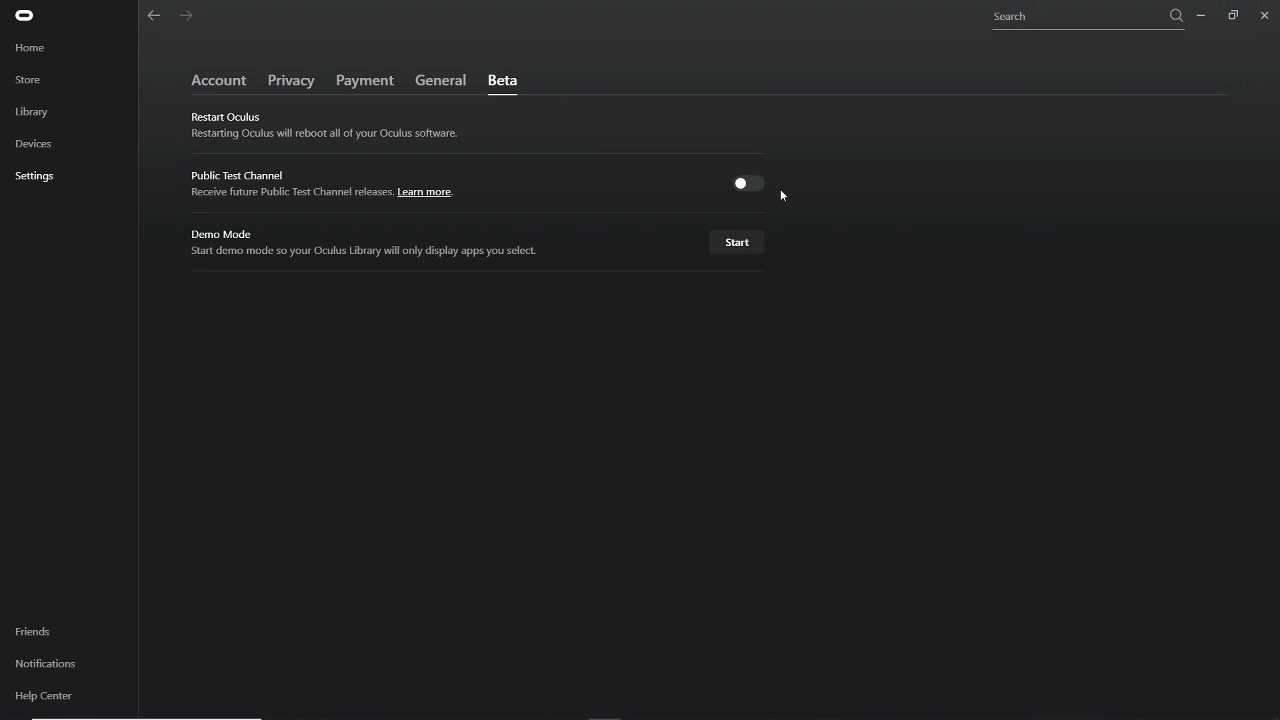 Search
Home
Store
Library
Devices
Settings
Friends
Notifications
Help Center
Account Privacy Payment General Beta
Restart Oculus
Restarting Oculus will reboot all of your Oculus software.
Public Test Channel
Receive future Public Test Channel releases. Learn more.
Demo Mode
Start demo mode so your Oculus Library will only display apps you select.
Start